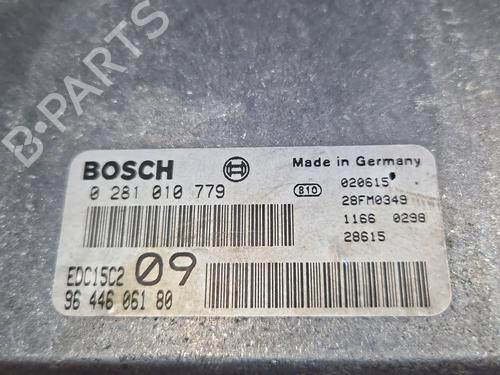 B-PARTS
BOSCH
Made in Germany
0 281 010 779
810
020615
28FM0349
1166 0298
28615
EDC15C2 09
96 446 061 80